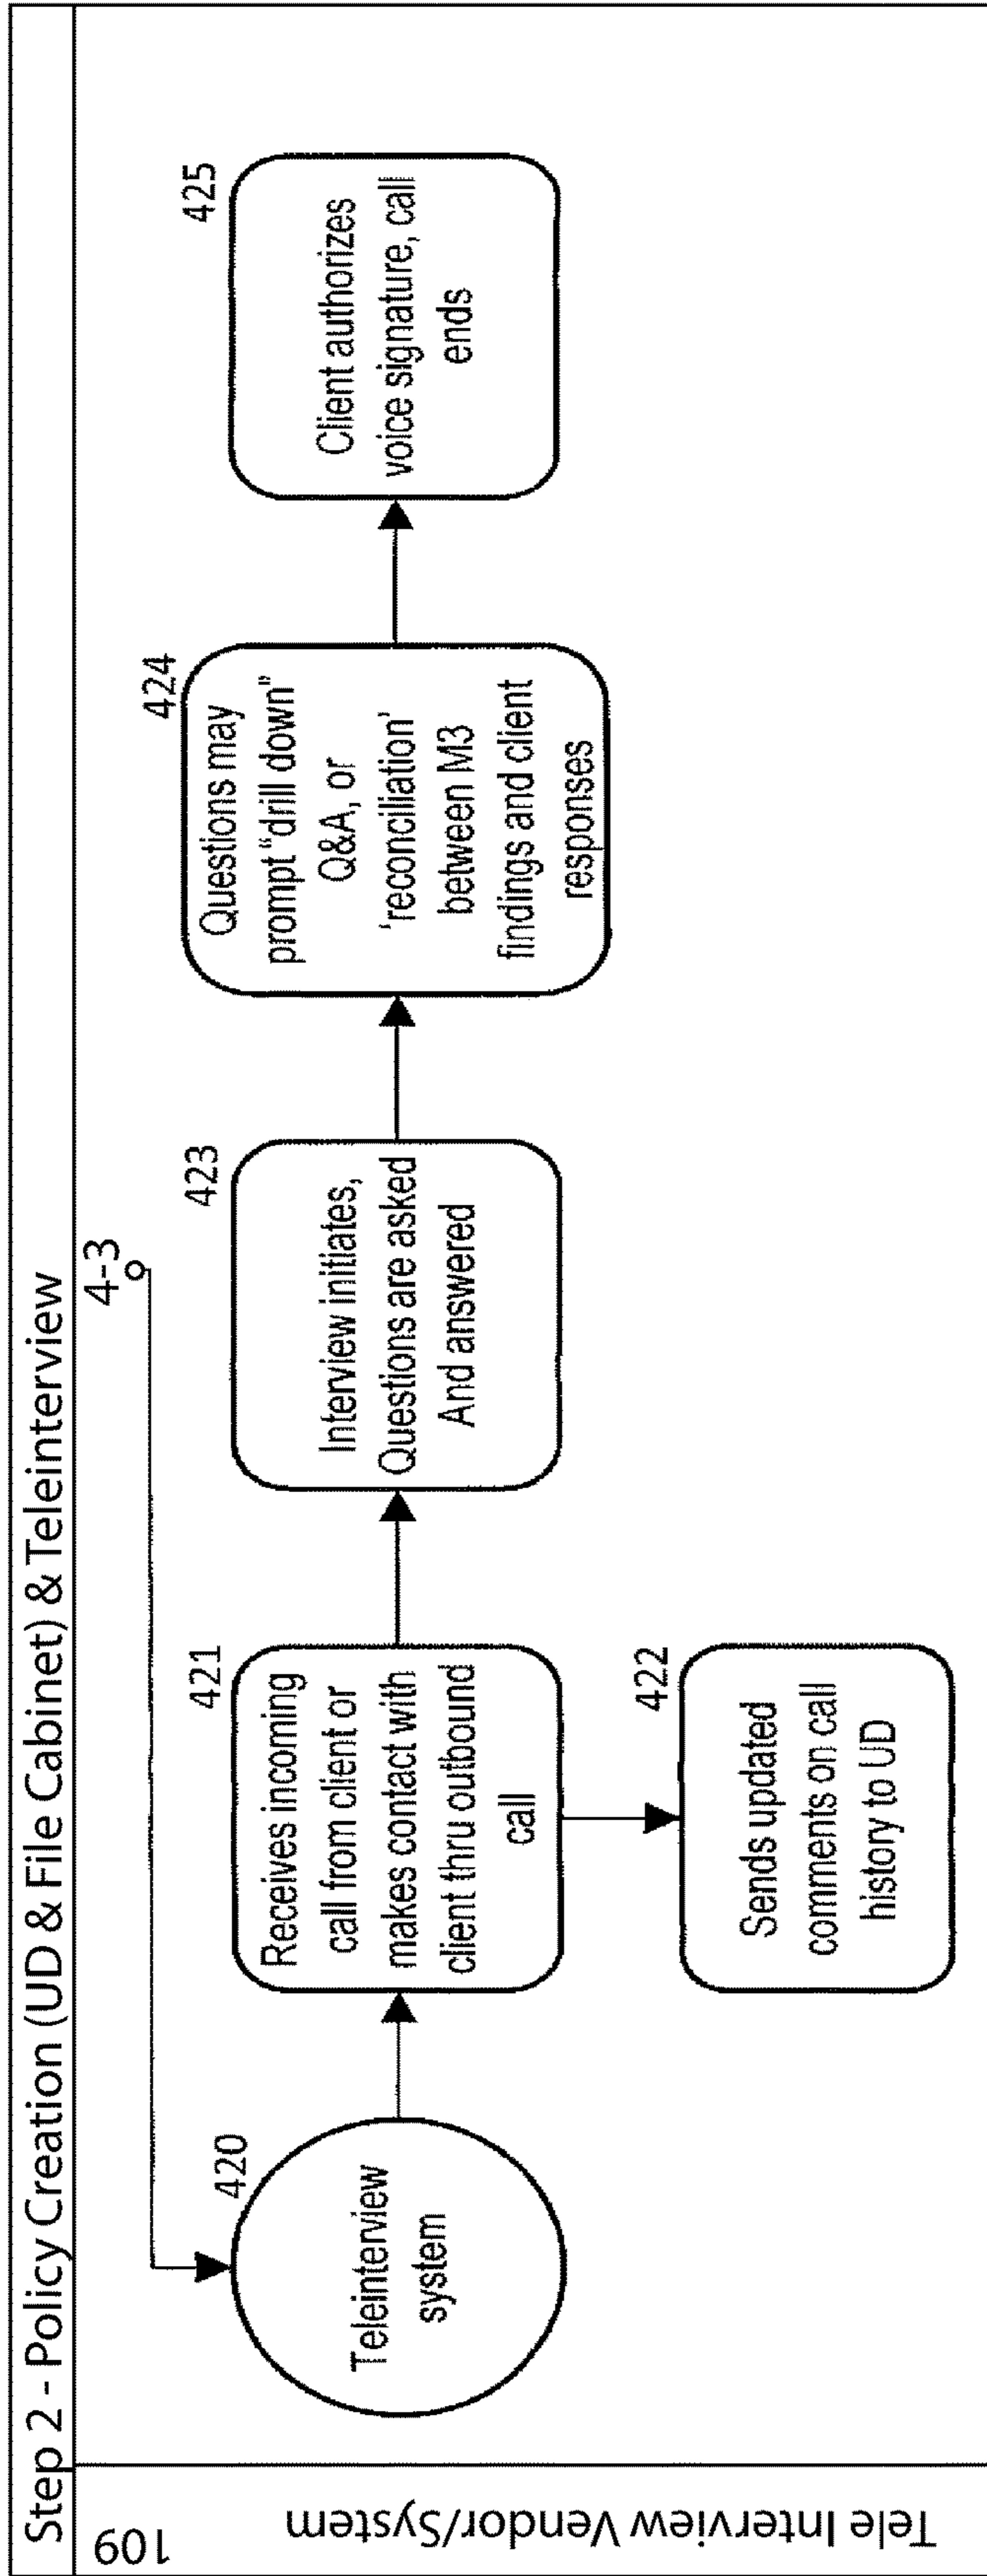 Step 2 - Policy Creation (UD & File Cabinet) & Teleinterview
109
Tele Interview Vendor/System
4-3
420
Teleinterview
system
421
Receives incoming
call from client or
makes contact with
client thru outbound
call
422
Sends updated
comments on call
history to UD
423
Interview initiates,
Questions are asked
And answered
424
Questions may
prompt “drill down”
Q&A, or
‘reconciliation’
between M3
findings and client
responses
425
Client authorizes
voice signature, call
ends